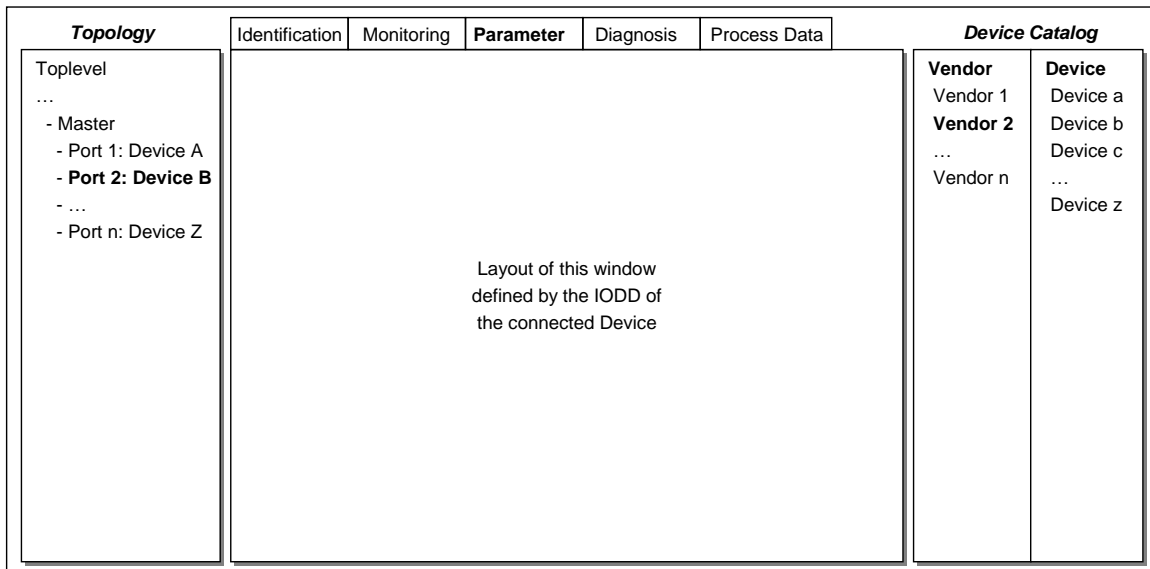 Topology
Identification Monitoring Parameter Diagnosis Process Data
Device Catalog
Toplevel
…
- Master
- Port 1: Device A
- Port 2: Device B
- …
- Port n: Device Z
Layout of this window
defined by the IODD of
the connected Device
Vendor
Vendor 1
Vendor 2
…
Vendor n
Device
Device a
Device b
Device c
…
Device z